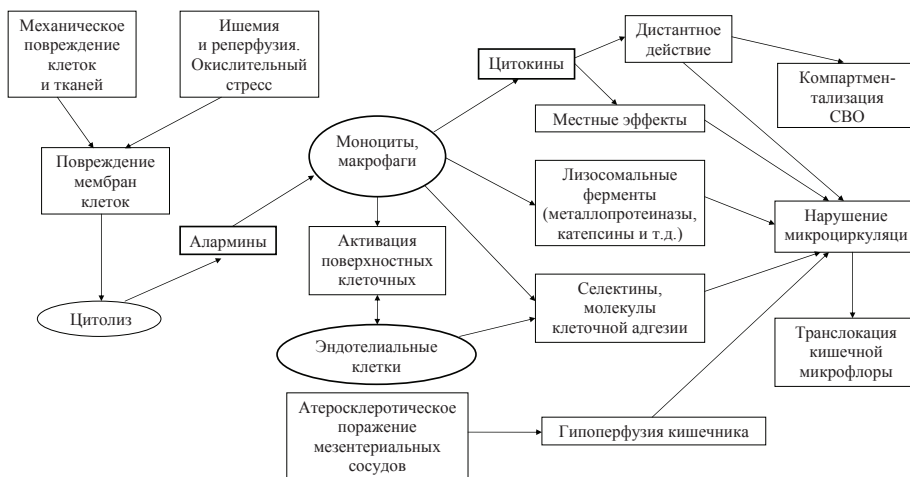 Механическое
повреждение
клеток
и тканей
Ишемия
и реперфузия.
Окислительный
стресс
Повреждение
мембран
клеток
Цитолиз
Алармины
Моноциты,
макрофаги
Активация
поверхностных
клеточных
Эндотелиальные
клетки
Атеросклеротическое
поражение
мезентериальных
сосудов
Цитокины
Дистантное
действие
Местные эффекты
Лизосомальные
ферменты
(металлопротеиназы,
катепсины и т.д.)
Селектины,
молекулы
клеточной адгезии
Гипоперфузия кишечника
Компартмен-
тализация
СВО
Нарушение
микроциркуляци
Транслокация
кишечной
микрофлоры